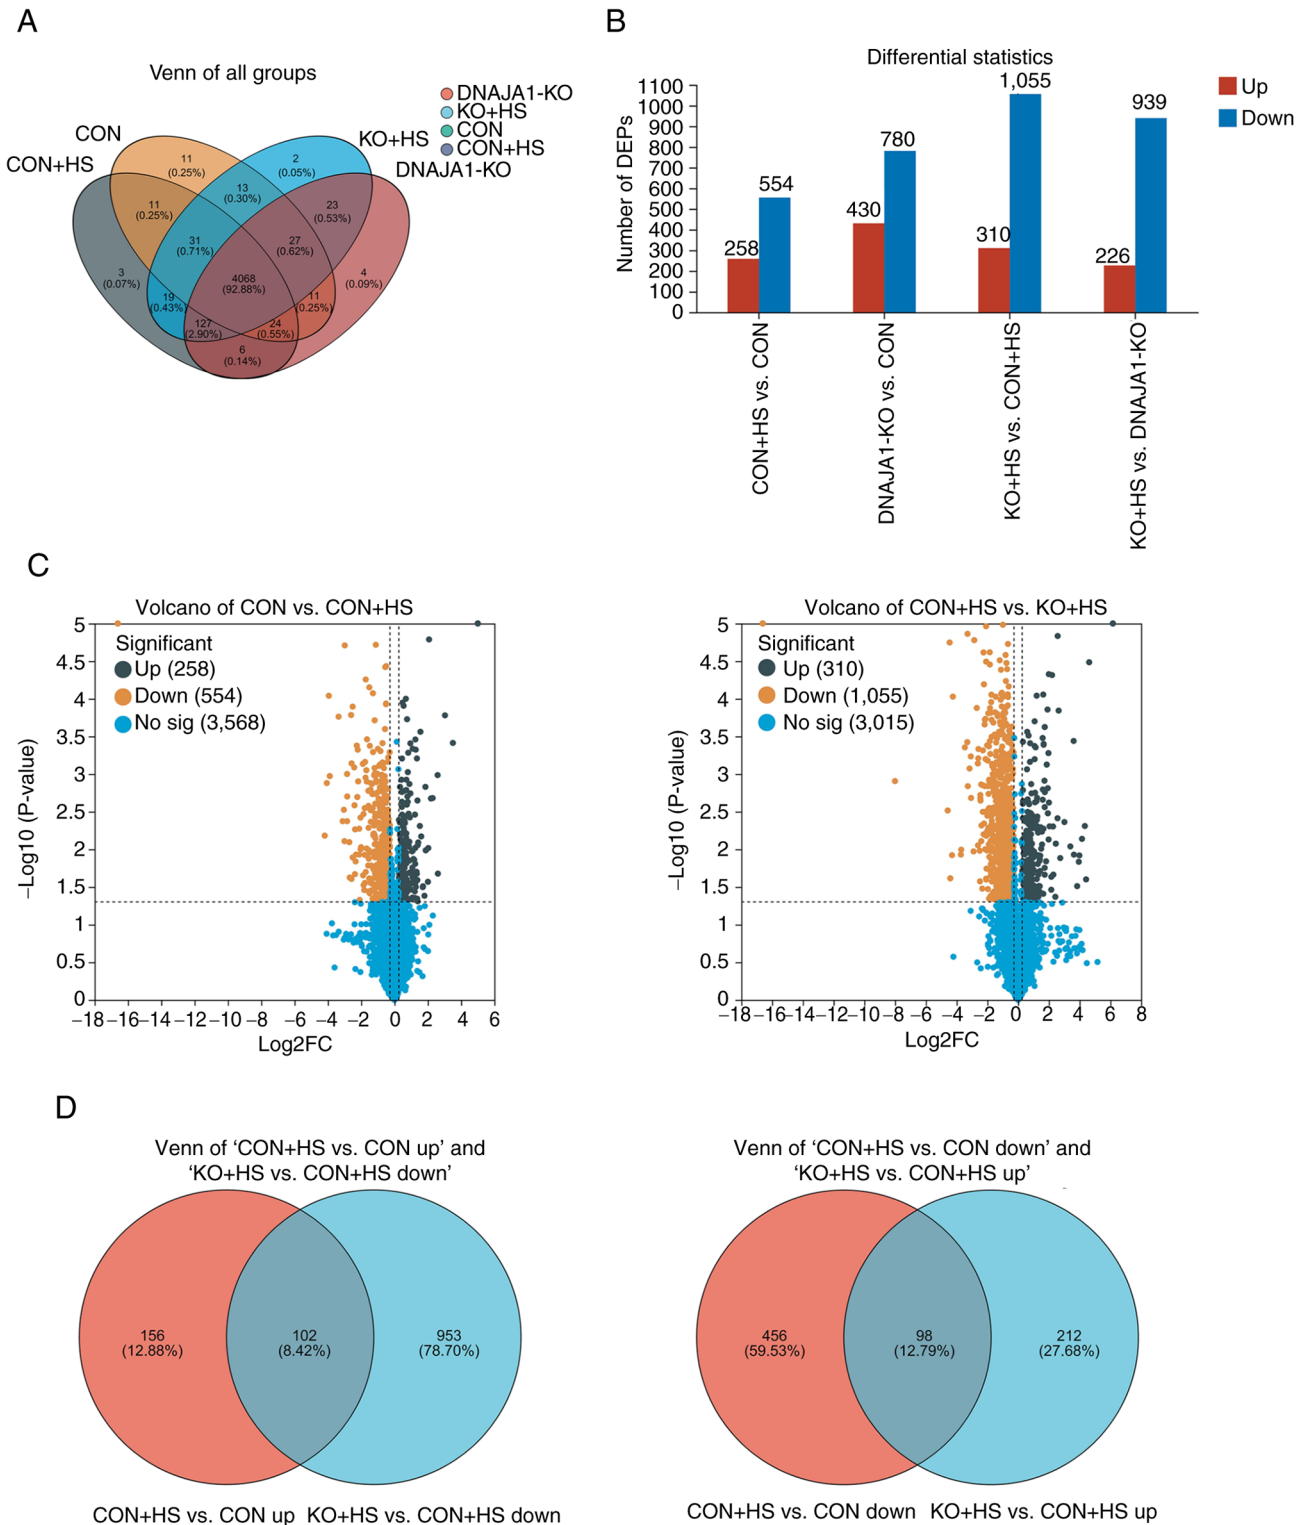 A
Venn of all groups
DNAJA1-KO
KO+HS
CON
CON+HS
CON
CON+HS
KO+HS
DNAJA1-KO
11
(0.25%)
2
(0.05%)
13
(0.30%)
11
(0.25%)
23
(0.53%)
31
(0.71%)
27
(0.62%)
3
(0.07%)
4068
(92.88%)
4
(0.09%)
19
(0.43%)
11
(0.25%)
127
(2.90%)
24
(0.55%)
6
(0.14%)
B
Differential statistics
Number of DEPs
1100
1000
900
800
700
600
500
400
300
200
100
0
258
554
430
780
310
1,055
226
939
Up
Down
CON+HS vs. CON
DNAJA1-KO vs. CON
KO+HS vs. CON+HS
KO+HS vs. DNAJA1-KO
C
Volcano of CON vs. CON+HS
Significant
Up (258)
Down (554)
No sig (3,568)
−Log10 (P-value)
5
4.5
4
3.5
3
2.5
2
1.5
1
0.5
0
−18 −16 −14 −12 −10 −8 −6 −4 −2 0 2 4 6
Log2FC
Volcano of CON+HS vs. KO+HS
Significant
Up (310)
Down (1,055)
No sig (3,015)
−Log10 (P-value)
5
4.5
4
3.5
3
2.5
2
1.5
1
0.5
0
−18 −16 −14 −12 −10 −8 −6 −4 −2 0 2 4 6 8
Log2FC
D
Venn of ‘CON+HS vs. CON up’ and
‘KO+HS vs. CON+HS down’
156
(12.88%)
102
(8.42%)
953
(78.70%)
CON+HS vs. CON up
KO+HS vs. CON+HS down
Venn of ‘CON+HS vs. CON down’ and
‘KO+HS vs. CON+HS up’
456
(59.53%)
98
(12.79%)
212
(27.68%)
CON+HS vs. CON down
KO+HS vs. CON+HS up